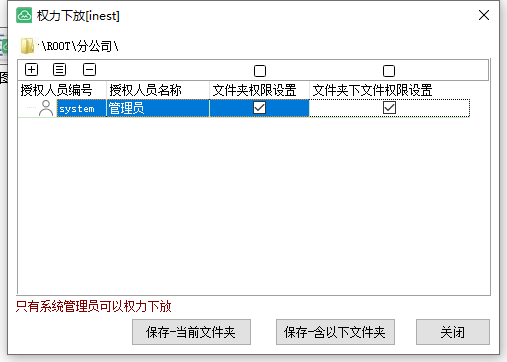 权力下放[inest]
\ROOT\分公司\
授权人员编号 授权人员名称 文件夹权限设置 文件夹下文件权限设置
system 管理员
只有系统管理员可以权力下放
保存-当前文件夹 保存-含以下文件夹 关闭